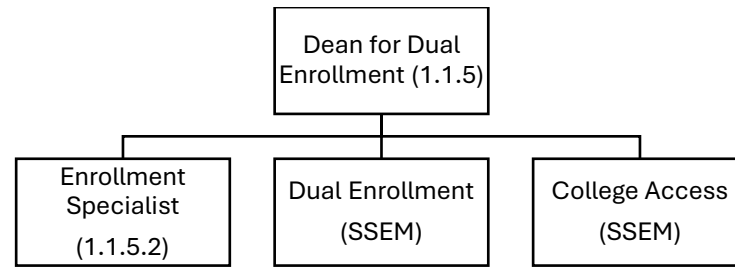 Dean for Dual
Enrollment (1.1.5)
Enrollment
Specialist
(1.1.5.2)
Dual Enrollment
(SSEM)
College Access
(SSEM)